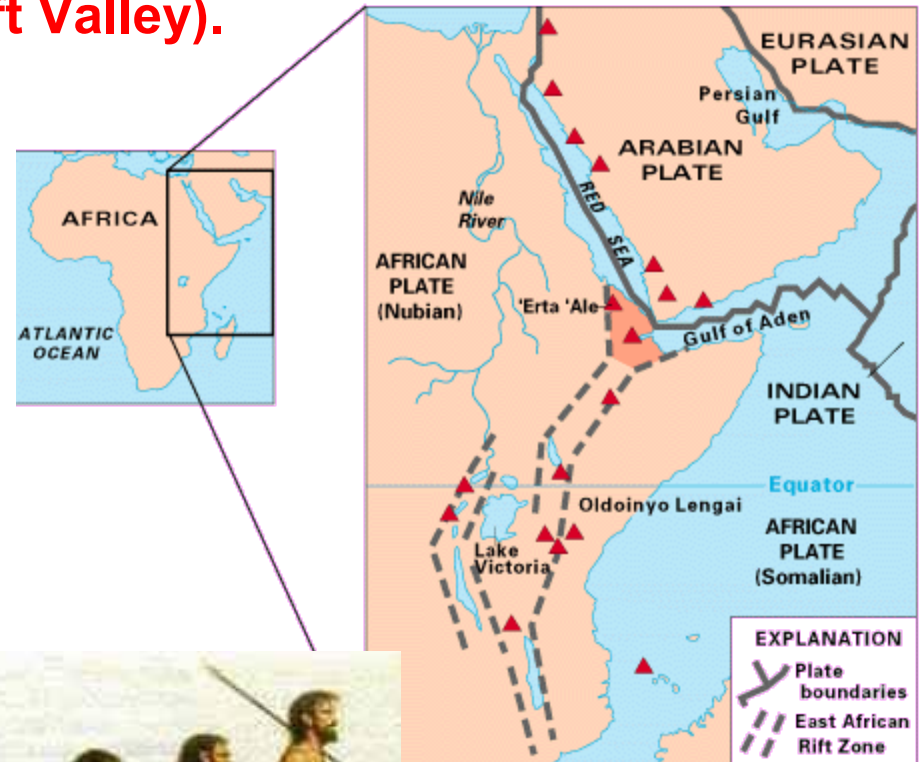 ft Valley).
EURASIAN
PLATE
Persian
Gulf
ARABIAN
PLATE
RED SEA
Nile
River
AFRICA
ATLANTIC
OCEAN
AFRICAN
PLATE
(Nubian)
'Erta 'Ale
Gulf of Aden
INDIAN
PLATE
Equator
Oldoinyo Lengai
Lake
Victoria
AFRICAN
PLATE
(Somalian)
EXPLANATION
Plate
boundaries
East African
Rift Zone